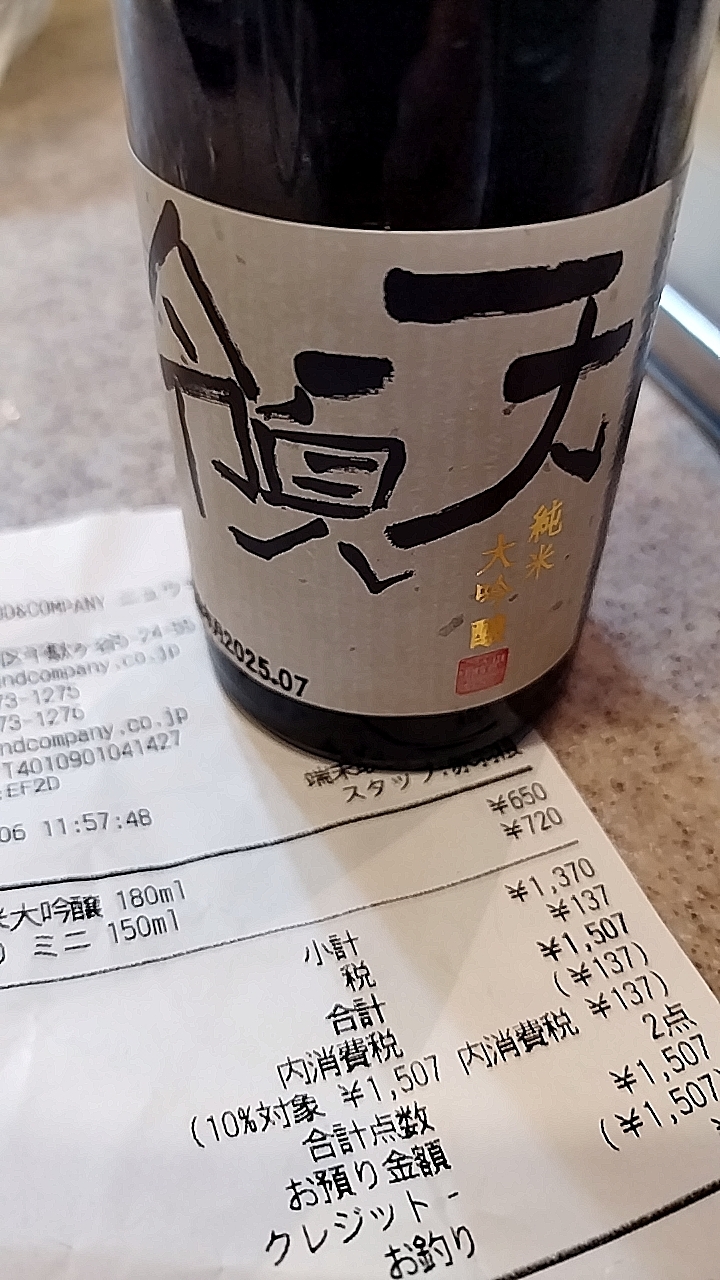 天領
純米
大吟醸
2025.07
OD&COMPANY ニュウ
区千駄ヶ谷5-24-55
ndcompany.co.jp
73-1275
73-1276
ndcompany.co.jp
T4010901041427
:EF2D
06 11:57:48
スタッフ
米大吟醸 180ml ¥650
) ミニ 150ml ¥720
小計 ¥1,370
税 ¥137
合計 ¥1,507
内消費税 (¥137)
(10%対象 ¥1,507 内消費税 ¥137)
合計点数 2点
お預り金額 ¥1,507
クレジット- (¥1,507
お釣り ¥